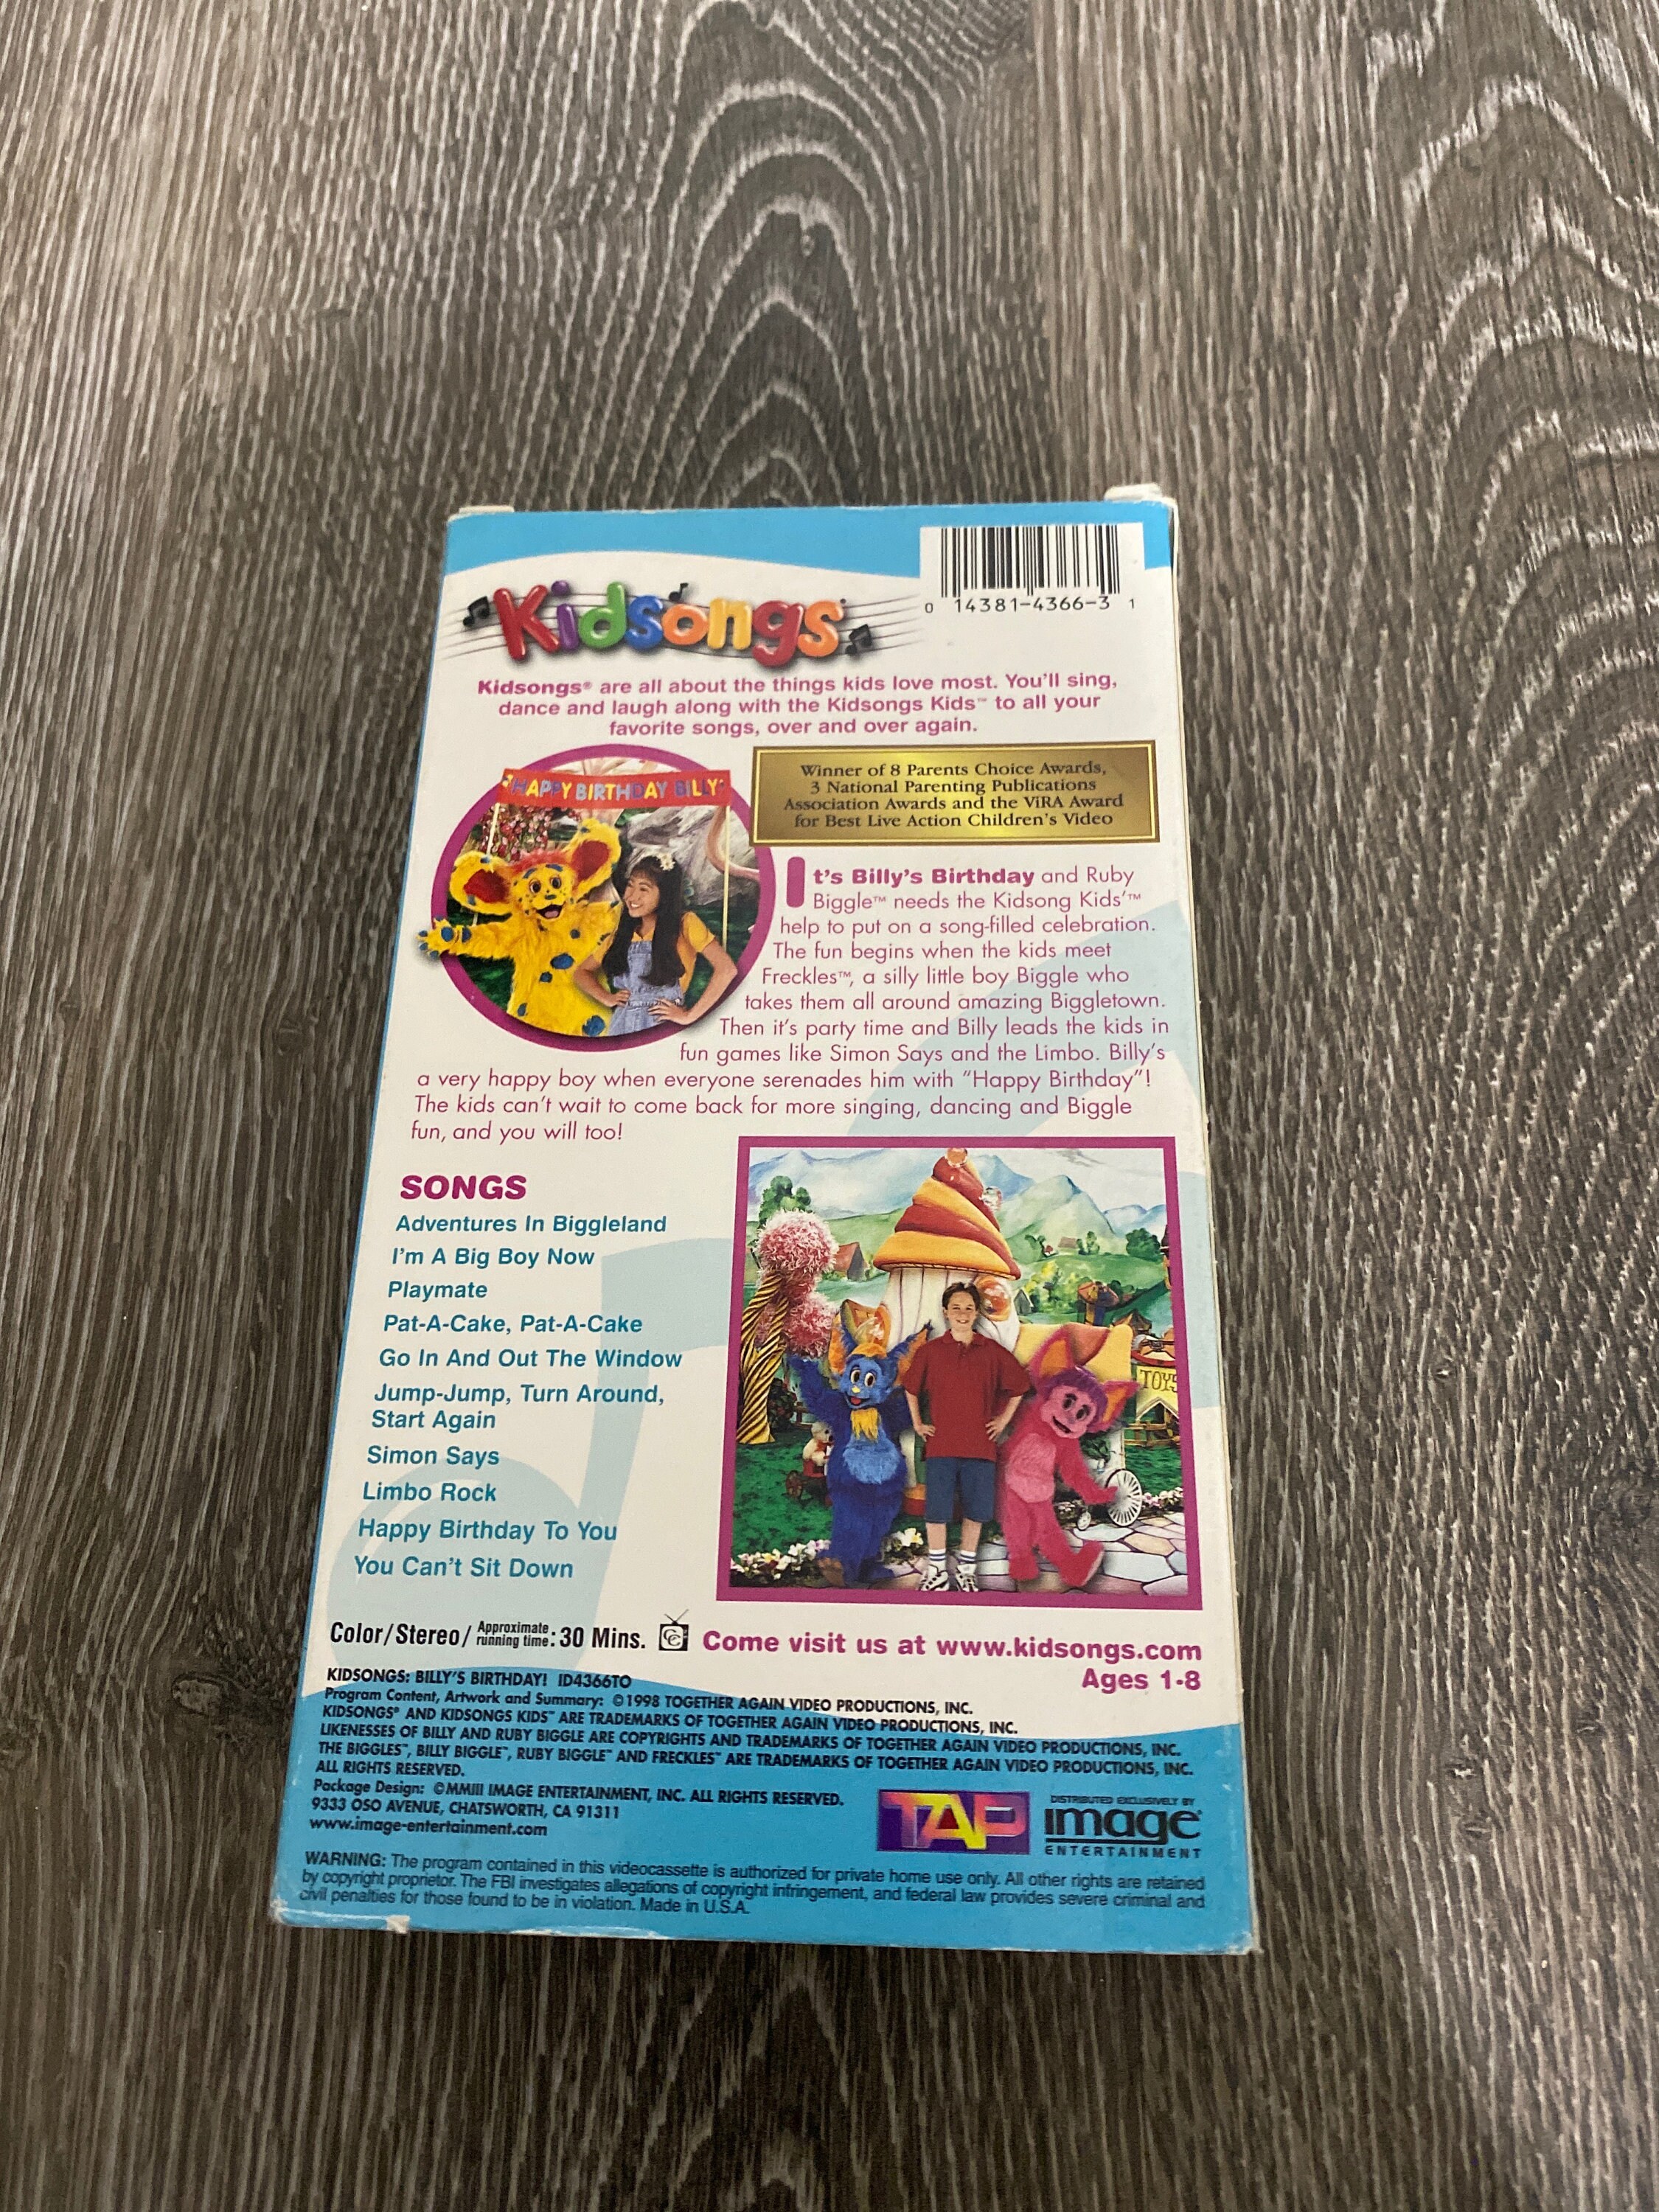 0 14381-4366-3 1
Kidsongs®
Kidsongs® are all about the things kids love most. You'll sing,
dance and laugh along with the Kidsongs Kids™ to all your
favorite songs, over and over again.
"HAPPY BIRTHDAY BILLY"
Winner of 8 Parents Choice Awards,
3 National Parenting Publications
Association Awards and the ViRA Award
for Best Live Action Children's Video
It's Billy's Birthday and Ruby
Biggle™ needs the Kidsong Kids'™
help to put on a song-filled celebration.
The fun begins when the kids meet
Freckles™, a silly little boy Biggle who
takes them all around amazing Biggletown.
Then it's party time and Billy leads the kids in
fun games like Simon Says and the Limbo. Billy's
a very happy boy when everyone serenades him with "Happy Birthday"!
The kids can't wait to come back for more singing, dancing and Biggle
fun, and you will too!
SONGS
Adventures In Biggleland
I'm A Big Boy Now
Playmate
Pat-A-Cake, Pat-A-Cake
Go In And Out The Window
Jump-Jump, Turn Around,
Start Again
Simon Says
Limbo Rock
Happy Birthday To You
You Can't Sit Down
TOYS
Color/Stereo/Approximate running time: 30 Mins. CC
Come visit us at www.kidsongs.com
Ages 1-8
KIDSONGS: BILLY'S BIRTHDAY! ID4366TO
Program Content, Artwork and Summary: ©1998 TOGETHER AGAIN VIDEO PRODUCTIONS, INC.
KIDSONGS® AND KIDSONGS KIDS™ ARE TRADEMARKS OF TOGETHER AGAIN VIDEO PRODUCTIONS, INC.
LIKENESSES OF BILLY AND RUBY BIGGLE ARE COPYRIGHTS AND TRADEMARKS OF TOGETHER AGAIN VIDEO PRODUCTIONS, INC.
THE BIGGLES™, BILLY BIGGLE™, RUBY BIGGLE™ AND FRECKLES™ ARE TRADEMARKS OF TOGETHER AGAIN VIDEO PRODUCTIONS, INC.
ALL RIGHTS RESERVED.
Package Design: ©MMIII IMAGE ENTERTAINMENT, INC. ALL RIGHTS RESERVED.
9333 OSO AVENUE, CHATSWORTH, CA 91311
www.image-entertainment.com
TAP
DISTRIBUTED EXCLUSIVELY BY
image®
ENTERTAINMENT
WARNING: The program contained in this videocassette is authorized for private home use only. All other rights are retained
by copyright proprietor. The FBI investigates allegations of copyright infringement, and federal law provides severe criminal and
civil penalties for those found to be in violation. Made in U.S.A.